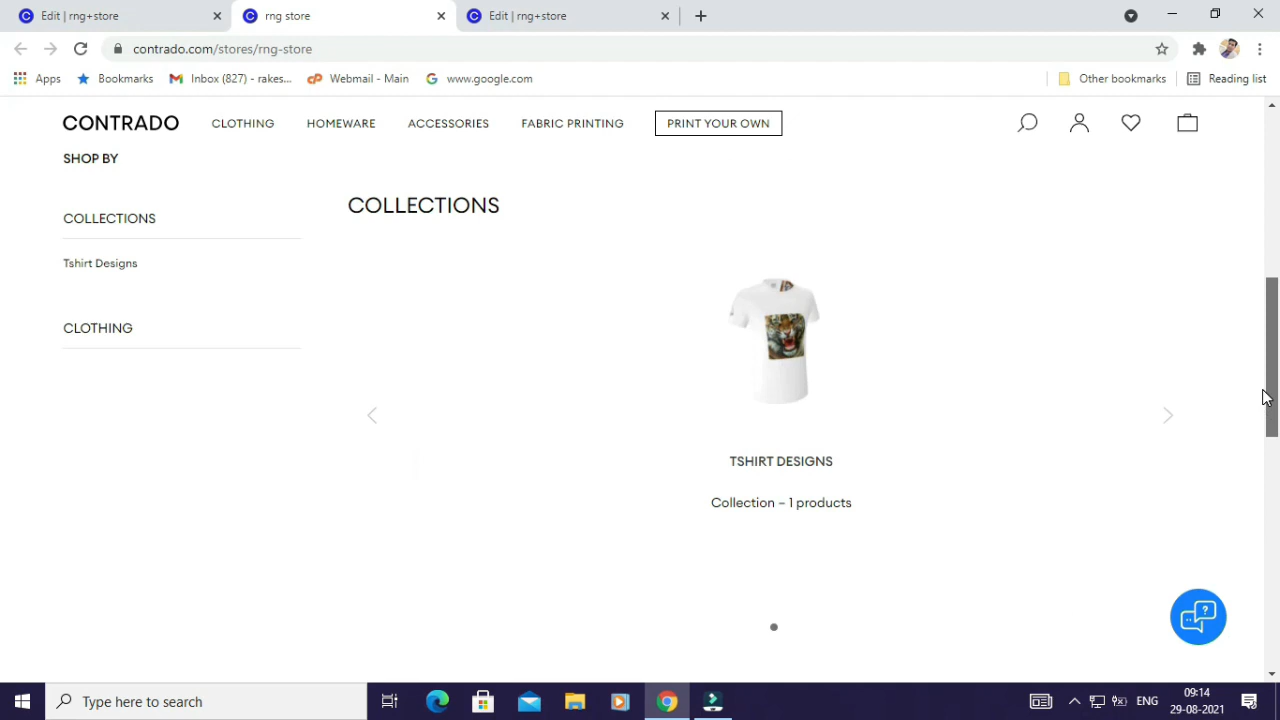 Edit | rng+store
rng store
Edit | rng+store
contrado.com/stores/rng-store
Apps
Bookmarks
Inbox (827) - rakes...
Webmail - Main
www.google.com
Other bookmarks
Reading list
CONTRADO
CLOTHING
HOMEWARE
ACCESSORIES
FABRIC PRINTING
PRINT YOUR OWN
SHOP BY
COLLECTIONS
Tshirt Designs
CLOTHING
COLLECTIONS
TSHIRT DESIGNS
Collection – 1 products
Type here to search
ENG
09:14
29-08-2021